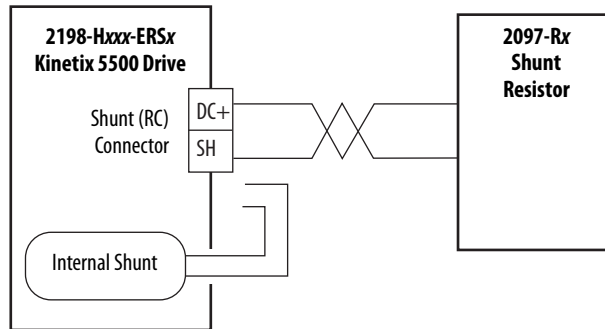 2198-Hxxx-ERSx
Kinetix 5500 Drive
2097-Rx
Shunt
Resistor
Shunt (RC)
Connector
DC+
SH
Internal Shunt